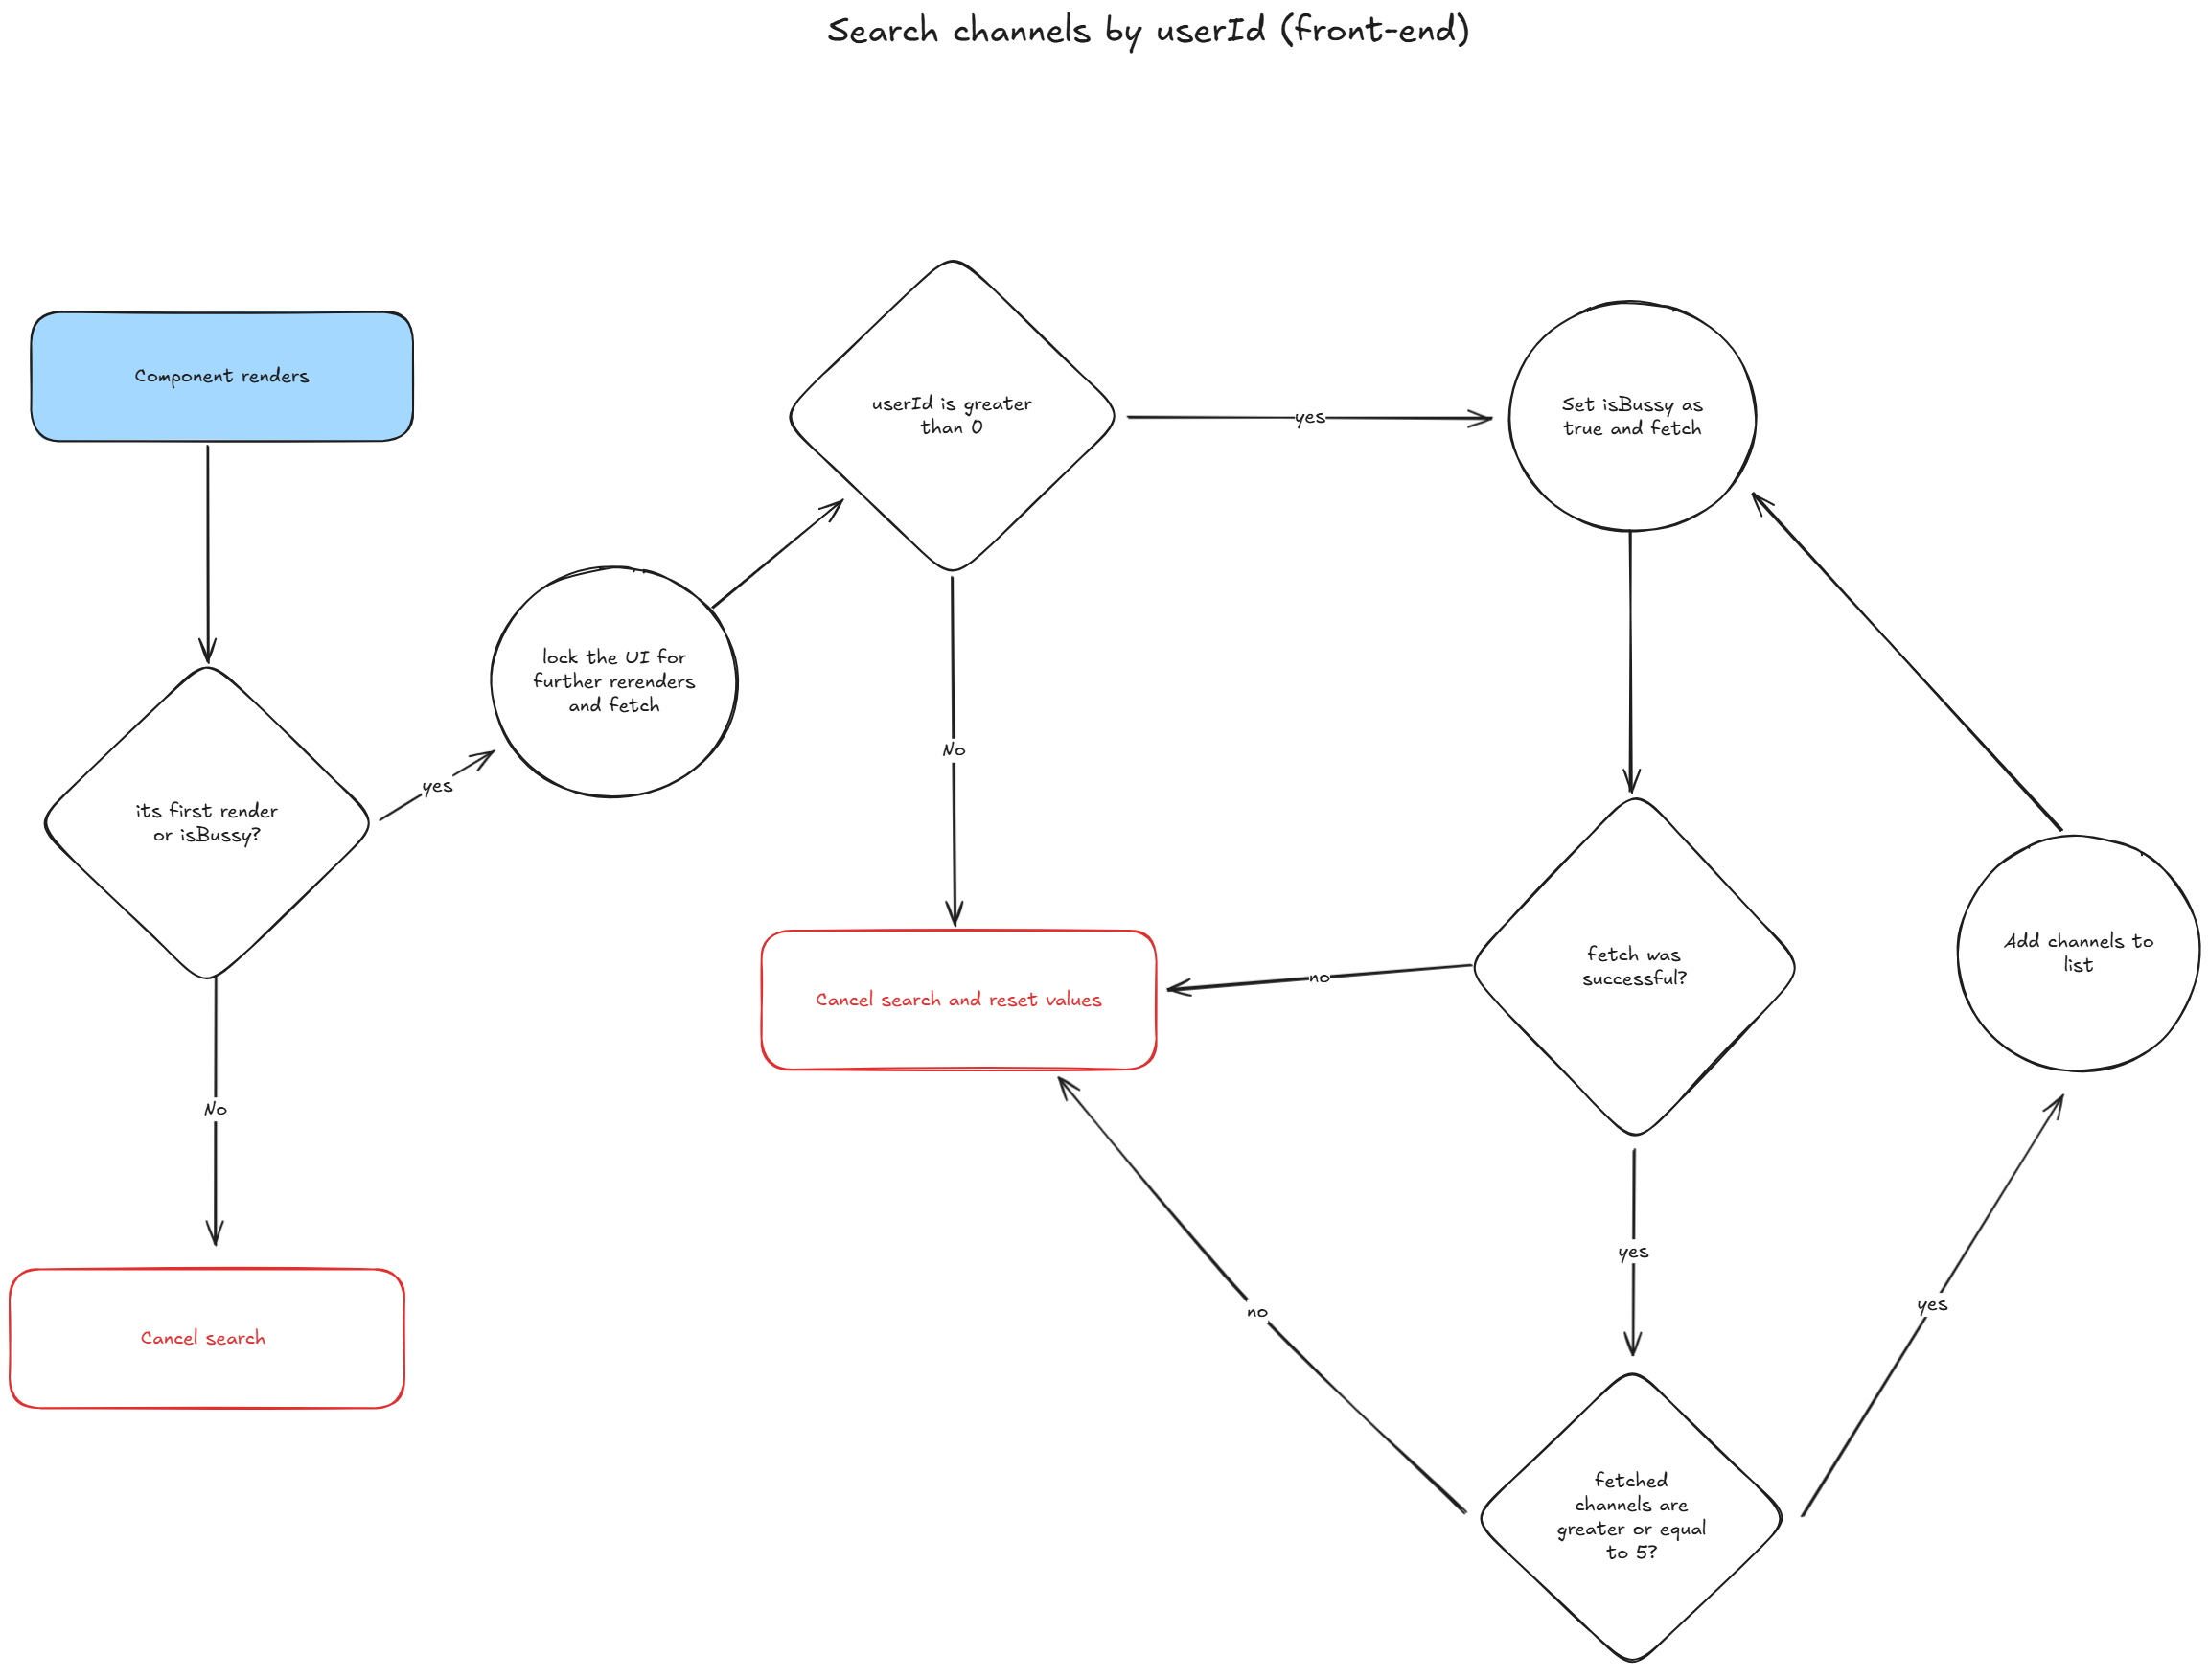 Search channels by userId (front-end)
Component renders
its first render
or isBussy?
yes
No
Cancel search
lock the UI for
further rerenders
and fetch
userId is greater
than 0
yes
No
Set isBussy as
true and fetch
Cancel search and reset values
no
fetch was
successful?
yes
no
fetched
channels are
greater or equal
to 5?
yes
Add channels to
list